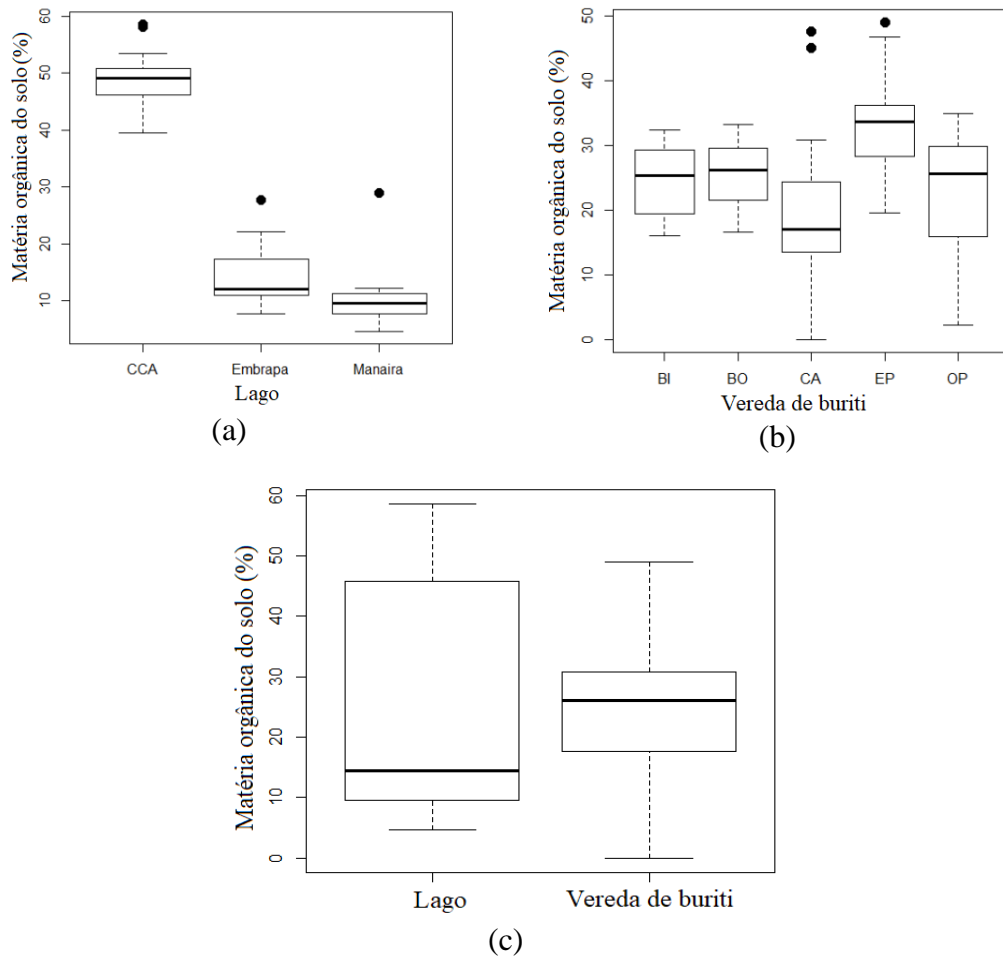 Matéria orgânica do solo (%)
60
50
40
30
20
10
CCA
Embrapa
Manaira
Lago
(a)
Matéria orgânica do solo (%)
50
40
30
20
10
0
BI
BO
CA
EP
OP
Vereda de buriti
(b)
Matéria orgânica do solo (%)
60
50
40
30
20
10
0
Lago
Vereda de buriti
(c)